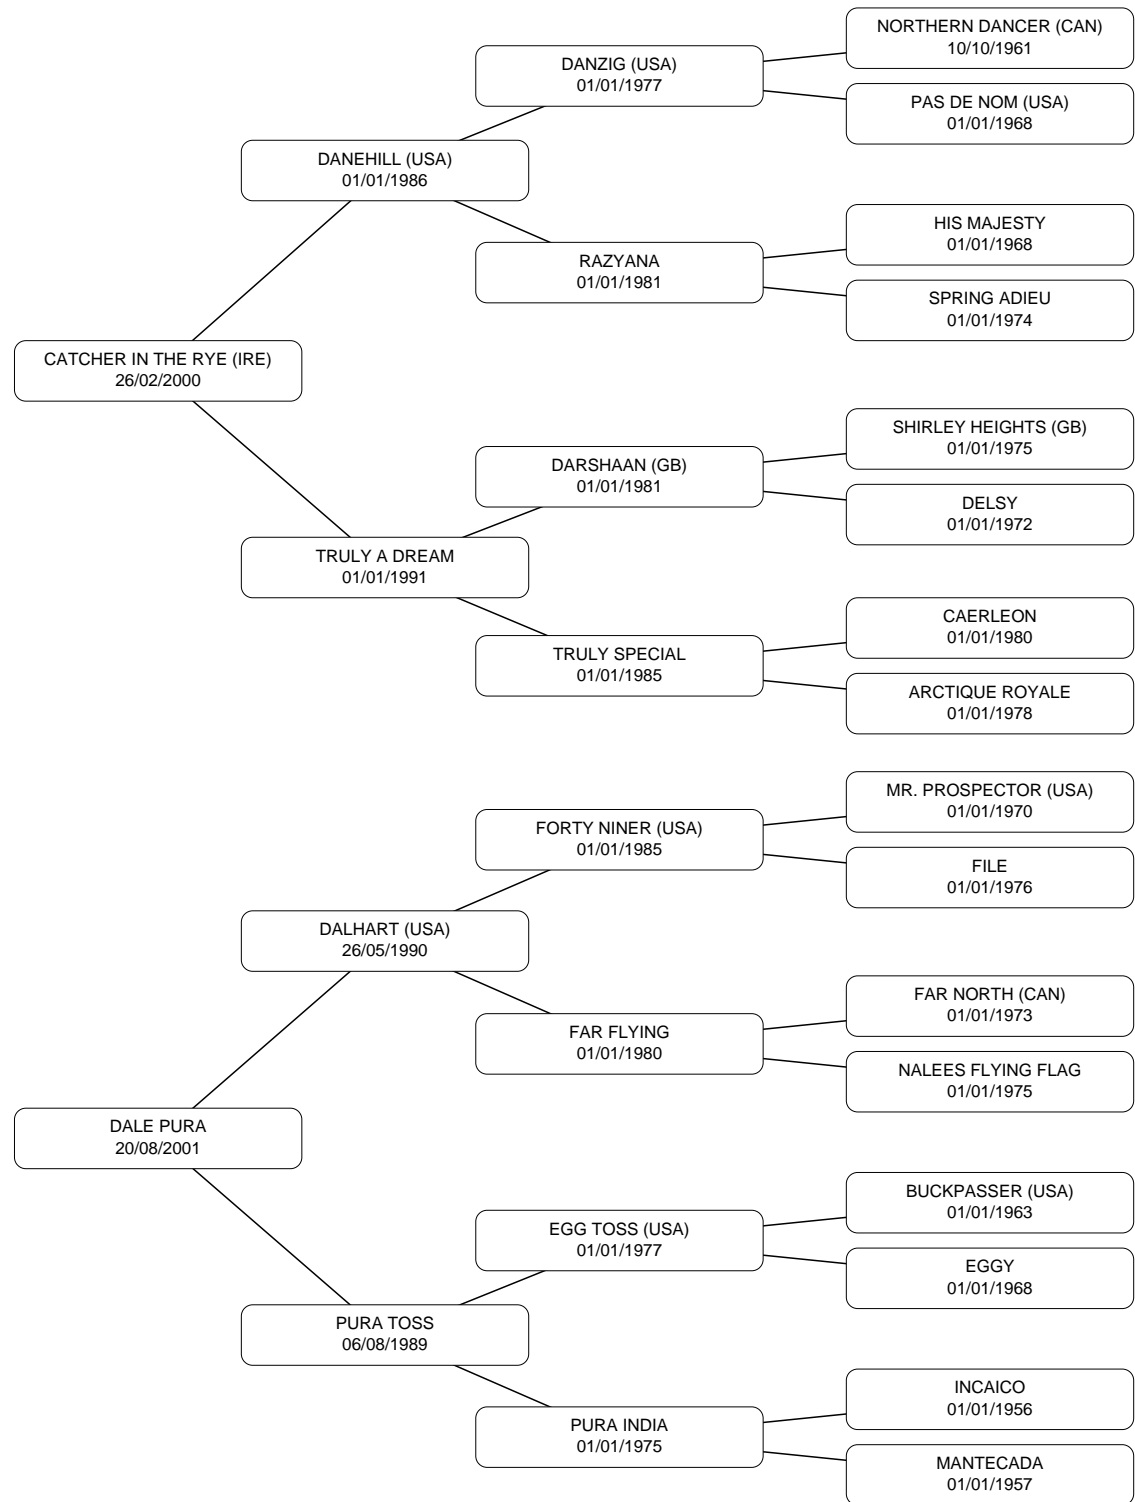 NORTHERN DANCER (CAN)
10/10/1961
DANZIG (USA)
01/01/1977
PAS DE NOM (USA)
01/01/1968
DANEHILL (USA)
01/01/1986
HIS MAJESTY
01/01/1968
RAZYANA
01/01/1981
SPRING ADIEU
01/01/1974
CATCHER IN THE RYE (IRE)
26/02/2000
SHIRLEY HEIGHTS (GB)
01/01/1975
DARSHAAN (GB)
01/01/1981
DELSY
01/01/1972
TRULY A DREAM
01/01/1991
CAERLEON
01/01/1980
TRULY SPECIAL
01/01/1985
ARCTIQUE ROYALE
01/01/1978
MR. PROSPECTOR (USA)
01/01/1970
FORTY NINER (USA)
01/01/1985
FILE
01/01/1976
DALHART (USA)
26/05/1990
FAR NORTH (CAN)
01/01/1973
FAR FLYING
01/01/1980
NALEES FLYING FLAG
01/01/1975
DALE PURA
20/08/2001
BUCKPASSER (USA)
01/01/1963
EGG TOSS (USA)
01/01/1977
EGGY
01/01/1968
PURA TOSS
06/08/1989
INCAICO
01/01/1956
PURA INDIA
01/01/1975
MANTECADA
01/01/1957